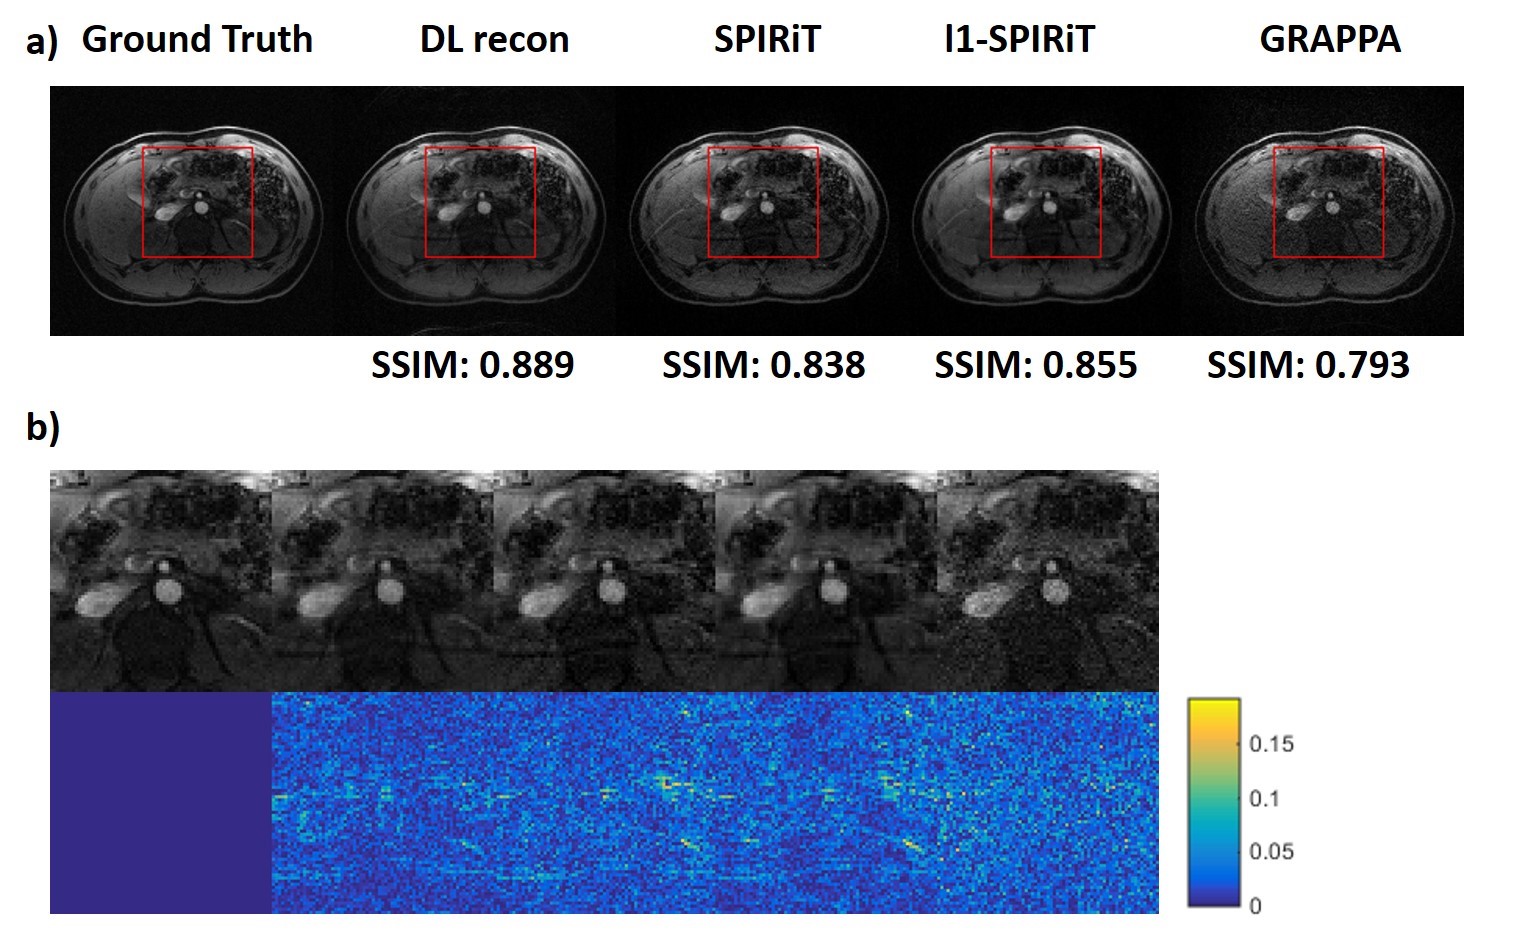 a) Ground Truth DL recon SPIRiT l1-SPIRiT GRAPPA
SSIM: 0.889 SSIM: 0.838 SSIM: 0.855 SSIM: 0.793
b)
0.15
0.1
0.05
0